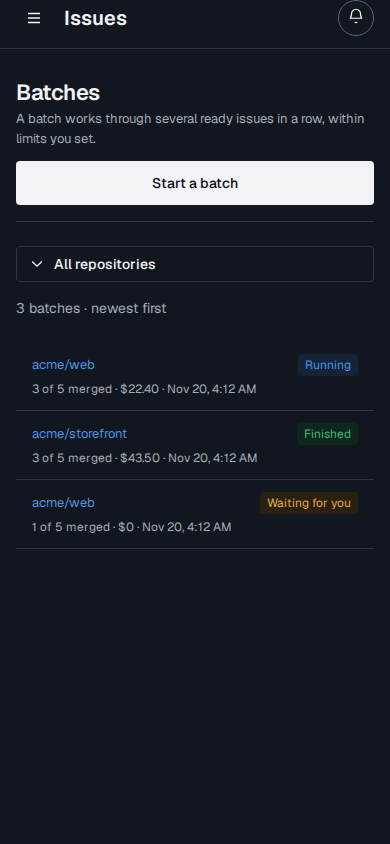 Issues
Batches
A batch works through several ready issues in a row, within
limits you set.
Start a batch
All repositories
3 batches · newest first
acme/web
Running
3 of 5 merged · $22.40 · Nov 20, 4:12 AM
acme/storefront
Finished
3 of 5 merged · $43.50 · Nov 20, 4:12 AM
acme/web
Waiting for you
1 of 5 merged · $0 · Nov 20, 4:12 AM